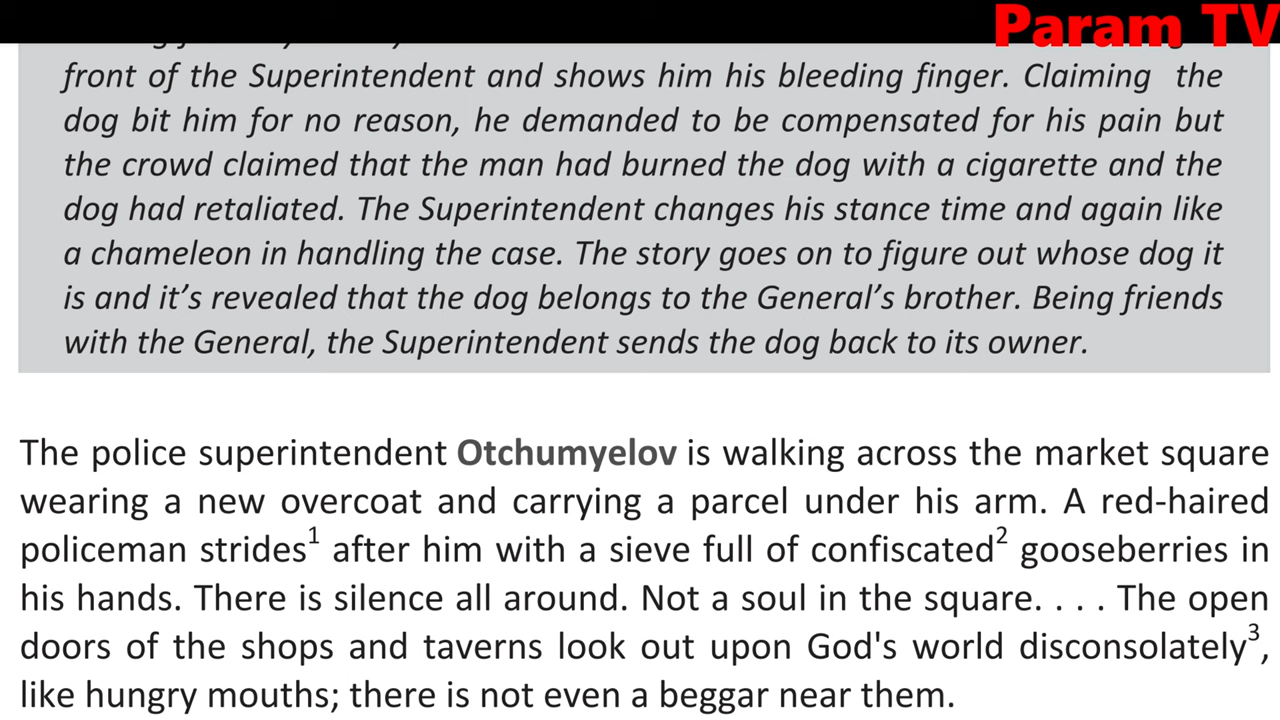 Param TV
front of the Superintendent and shows him his bleeding finger. Claiming the
dog bit him for no reason, he demanded to be compensated for his pain but
the crowd claimed that the man had burned the dog with a cigarette and the
dog had retaliated. The Superintendent changes his stance time and again like
a chameleon in handling the case. The story goes on to figure out whose dog it
is and it’s revealed that the dog belongs to the General’s brother. Being friends
with the General, the Superintendent sends the dog back to its owner.
The police superintendent Otchumyelov is walking across the market square
wearing a new overcoat and carrying a parcel under his arm. A red-haired
policeman strides1 after him with a sieve full of confiscated2 gooseberries in
his hands. There is silence all around. Not a soul in the square. . . . The open
doors of the shops and taverns look out upon God's world disconsolately3,
like hungry mouths; there is not even a beggar near them.